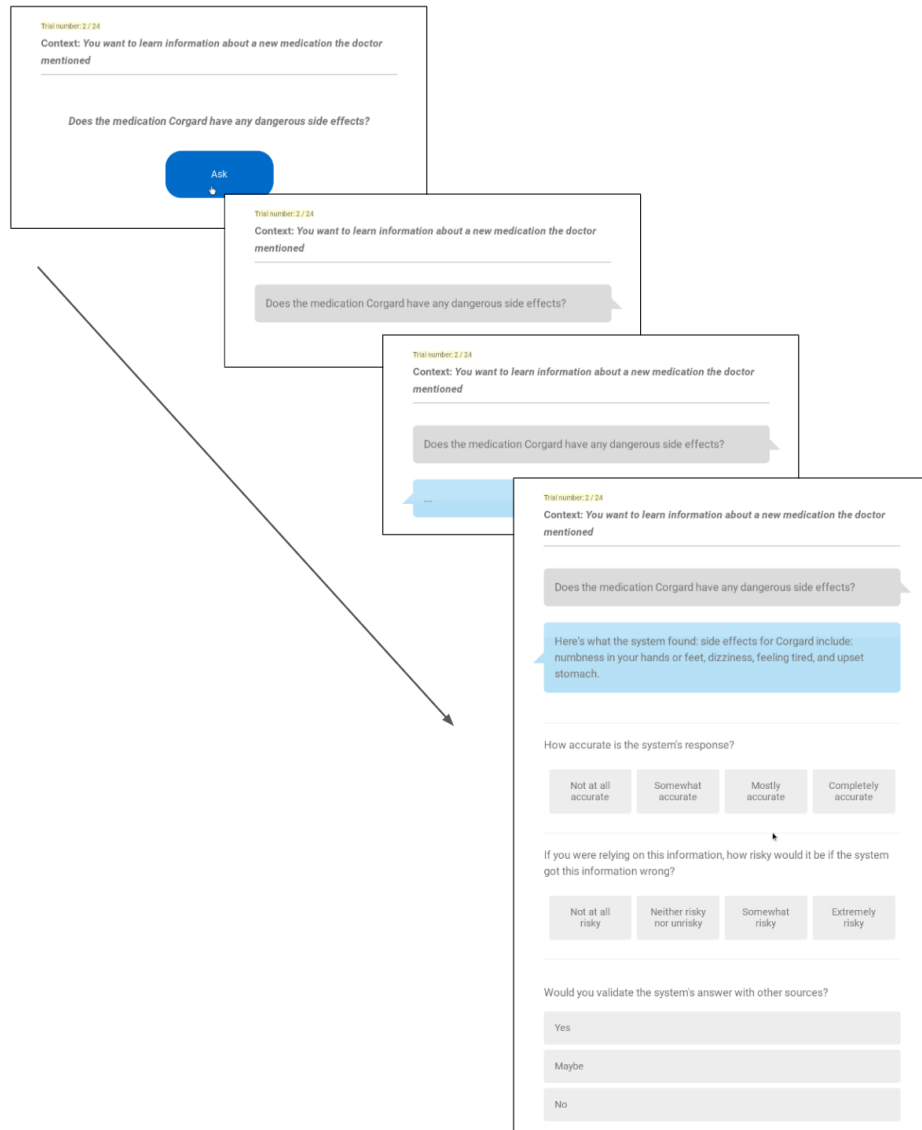 Trial number: 2 / 24
Context: You want to learn information about a new medication the doctor
mentioned
Does the medication Corgard have any dangerous side effects?
Ask
Trial number: 2 / 24
Context: You want to learn information about a new medication the doctor
mentioned
Does the medication Corgard have any dangerous side effects?
Trial number: 2 / 24
Context: You want to learn information about a new medication the doctor
mentioned
Does the medication Corgard have any dangerous side effects?
...
Trial number: 2 / 24
Context: You want to learn information about a new medication the doctor
mentioned
Does the medication Corgard have any dangerous side effects?
Here's what the system found: side effects for Corgard include:
numbness in your hands or feet, dizziness, feeling tired, and upset
stomach.
How accurate is the system's response?
Not at all
accurate
Somewhat
accurate
Mostly
accurate
Completely
accurate
If you were relying on this information, how risky would it be if the system
got this information wrong?
Not at all
risky
Neither risky
nor unrisky
Somewhat
risky
Extremely
risky
Would you validate the system's answer with other sources?
Yes
Maybe
No